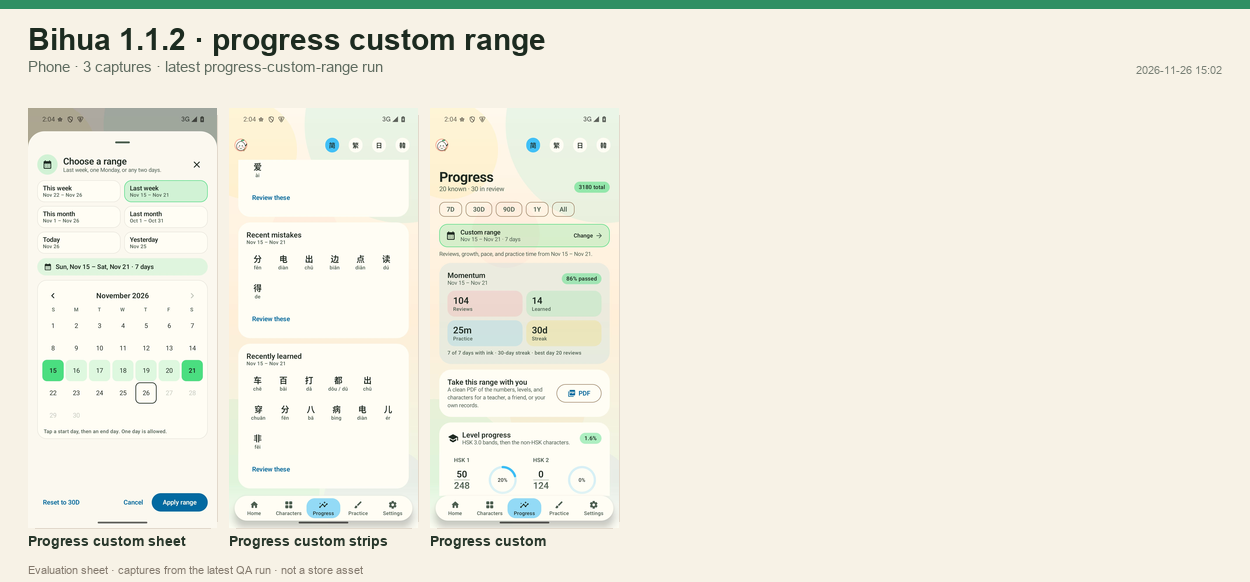 Bihua 1.1.2 · progress custom range
Phone · 3 captures · latest progress-custom-range run
2026-11-26 15:02
2:04
3G
Choose a range
Last week, one Monday, or any two days.
This week
Nov 22 – Nov 26
Last week
Nov 15 – Nov 21
This month
Nov 1 – Nov 26
Last month
Oct 1 – Oct 31
Today
Nov 26
Yesterday
Nov 25
Sun, Nov 15 – Sat, Nov 21 · 7 days
November 2026
S M T W T F S
1 2 3 4 5 6 7
8 9 10 11 12 13 14
15 16 17 18 19 20 21
22 23 24 25 26 27 28
29 30
Tap a start day, then an end day. One day is allowed.
Reset to 30D
Cancel
Apply range
Progress custom sheet
2:04
3G
简 繁 日 韓
爱
ài
Review these
Recent mistakes
Nov 15 – Nov 21
分 电 出 边 点 读
fēn diàn chū biān diǎn dú
得
de
Review these
Recently learned
Nov 15 – Nov 21
车 百 打 都 出
chē bǎi dǎ dōu / dū chū
穿 分 八 病 电 儿
chuān fēn bā bìng diàn ér
非
fēi
Review these
Home Characters Progress Practice Settings
Progress custom strips
2:04
3G
简 繁 日 韓
Progress
20 known · 30 in review
3180 total
7D 30D 90D 1Y All
Custom range
Nov 15 – Nov 21 · 7 days
Change
Reviews, growth, pace, and practice time from Nov 15 – Nov 21.
Momentum
Nov 15 – Nov 21
86% passed
104
Reviews
14
Learned
25m
Practice
30d
Streak
7 of 7 days with ink · 30-day streak · best day 20 reviews
Take this range with you
A clean PDF of the numbers, levels, and
characters for a teacher, a friend, or your
own records.
PDF
Level progress
HSK 3.0 bands, then the non-HSK characters.
1.6%
HSK 1
50
248
20%
HSK 2
0
124
0%
Home Characters Progress Practice Settings
Progress custom
Evaluation sheet · captures from the latest QA run · not a store asset